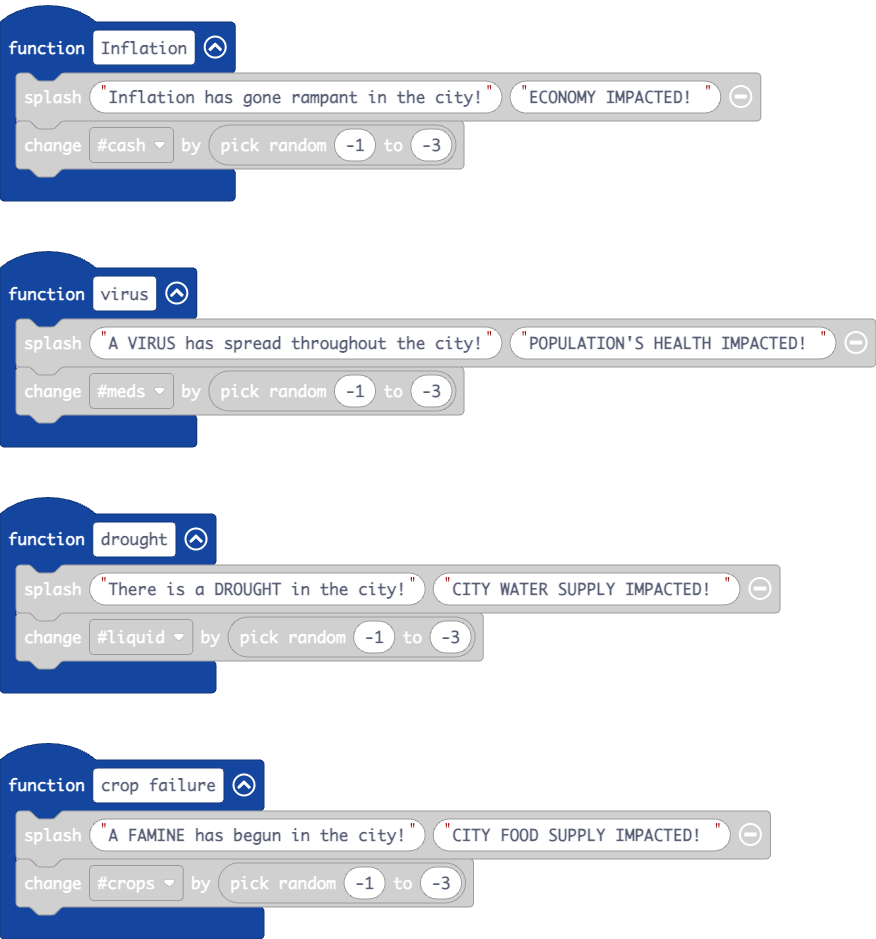 function Inflation
splash "Inflation has gone rampant in the city!" "ECONOMY IMPACTED! "
change #cash by pick random -1 to -3
function virus
splash "A VIRUS has spread throughout the city!" "POPULATION'S HEALTH IMPACTED! "
change #meds by pick random -1 to -3
function drought
splash "There is a DROUGHT in the city!" "CITY WATER SUPPLY IMPACTED! "
change #liquid by pick random -1 to -3
function crop failure
splash "A FAMINE has begun in the city!" "CITY FOOD SUPPLY IMPACTED! "
change #crops by pick random -1 to -3